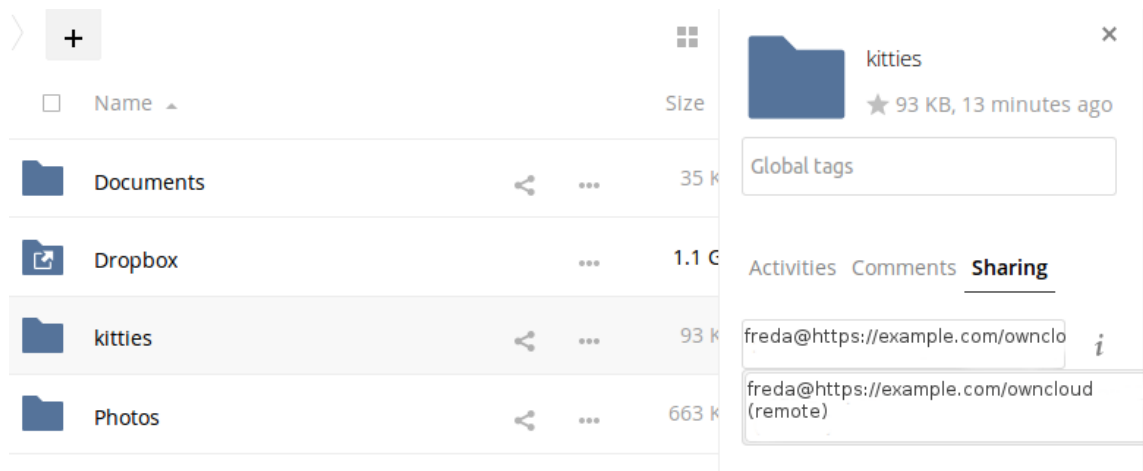 +
Name
Size
Documents
35 K
Dropbox
1.1 G
kitties
93 K
Photos
663 K
×
kitties
93 KB, 13 minutes ago
Global tags
Activities Comments Sharing
freda@https://example.com/ownclo
i
freda@https://example.com/owncloud
(remote)